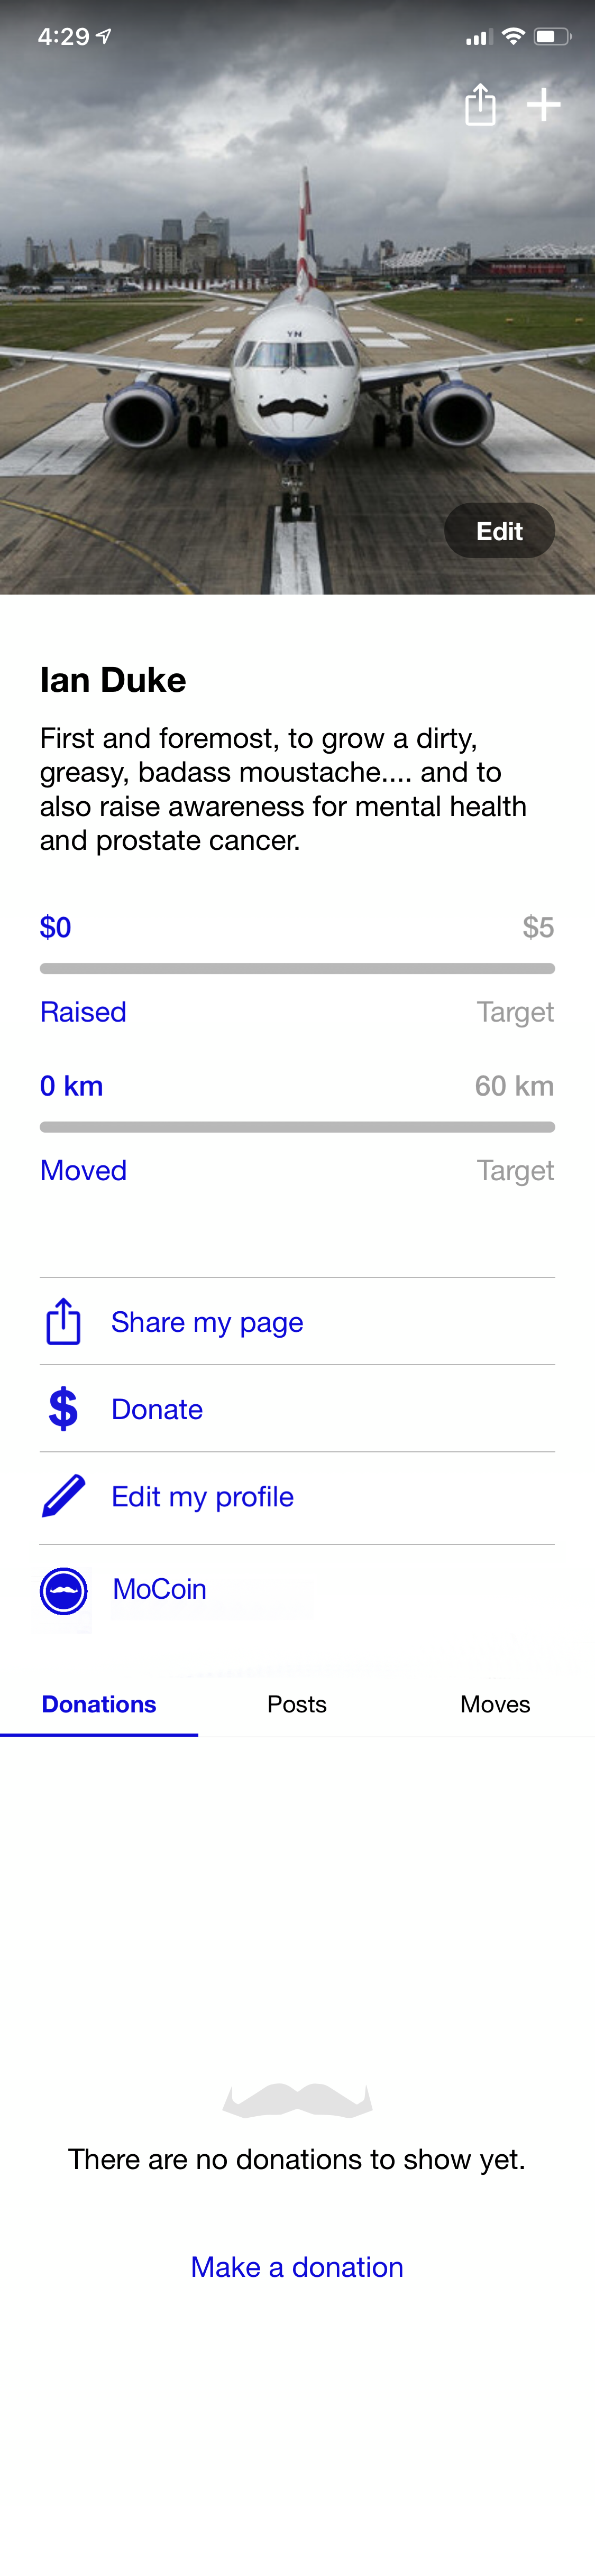 4:29
YN
Edit
Ian Duke
First and foremost, to grow a dirty,
greasy, badass moustache.... and to
also raise awareness for mental health
and prostate cancer.
$0 $5
Raised Target
0 km 60 km
Moved Target
Share my page
$ Donate
Edit my profile
MoCoin
Donations Posts Moves
There are no donations to show yet.
Make a donation